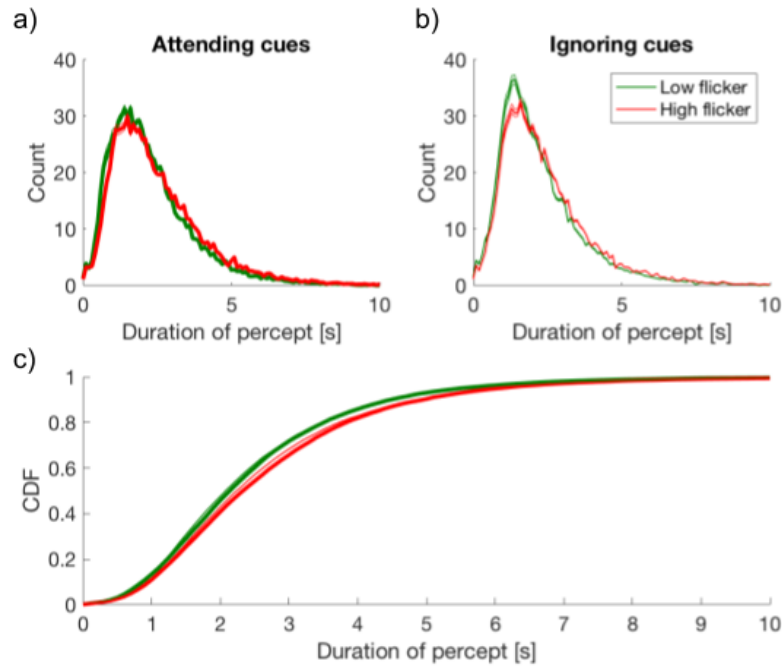 a)
Attending cues
40
30
20
10
0
Count
0 5 10
Duration of percept [s]
b)
Ignoring cues
Low flicker
High flicker
40
30
20
10
0
Count
0 5 10
Duration of percept [s]
c)
1
0.8
0.6
0.4
0.2
0
CDF
0 1 2 3 4 5 6 7 8 9 10
Duration of percept [s]